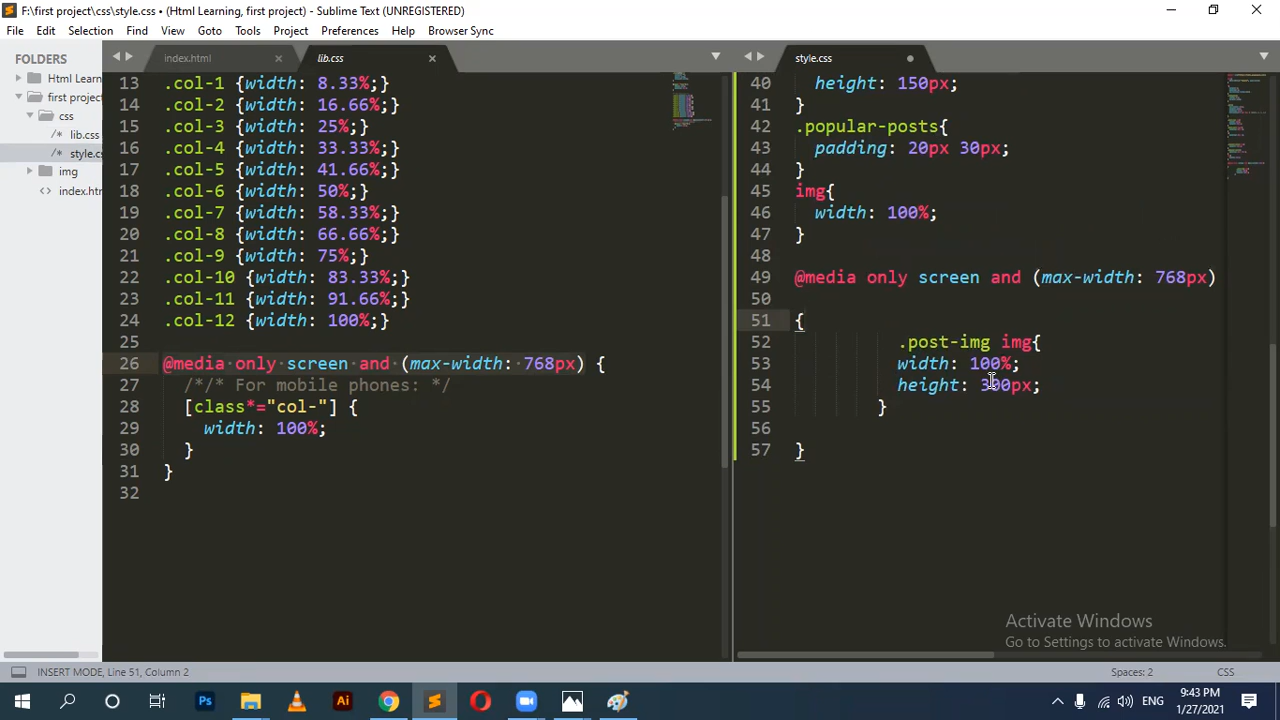 F:\first project\css\style.css • (Html Learning, first project) - Sublime Text (UNREGISTERED)
File Edit Selection Find View Goto Tools Project Preferences Help Browser Sync
FOLDERS
Html Learn
first project
css
lib.css
/* style.cs
img
index.htm
index.html
lib.css
13 .col-1 {width: 8.33%;}
14 .col-2 {width: 16.66%;}
15 .col-3 {width: 25%;}
16 .col-4 {width: 33.33%;}
17 .col-5 {width: 41.66%;}
18 .col-6 {width: 50%;}
19 .col-7 {width: 58.33%;}
20 .col-8 {width: 66.66%;}
21 .col-9 {width: 75%;}
22 .col-10 {width: 83.33%;}
23 .col-11 {width: 91.66%;}
24 .col-12 {width: 100%;}
25
26 @media only screen and (max-width: 768px) {
27 /*/* For mobile phones: */
28 [class*="col-"] {
29 width: 100%;
30 }
31 }
32
style.css
40 height: 150px;
41 }
42 .popular-posts{
43 padding: 20px 30px;
44 }
45 img{
46 width: 100%;
47 }
48
49 @media only screen and (max-width: 768px)
50
51 {
52 .post-img img{
53 width: 100%;
54 height: 300px;
55 }
56
57 }
Activate Windows
Go to Settings to activate Windows.
INSERT MODE, Line 51, Column 2
Spaces: 2
CSS
ENG
9:43 PM
1/27/2021